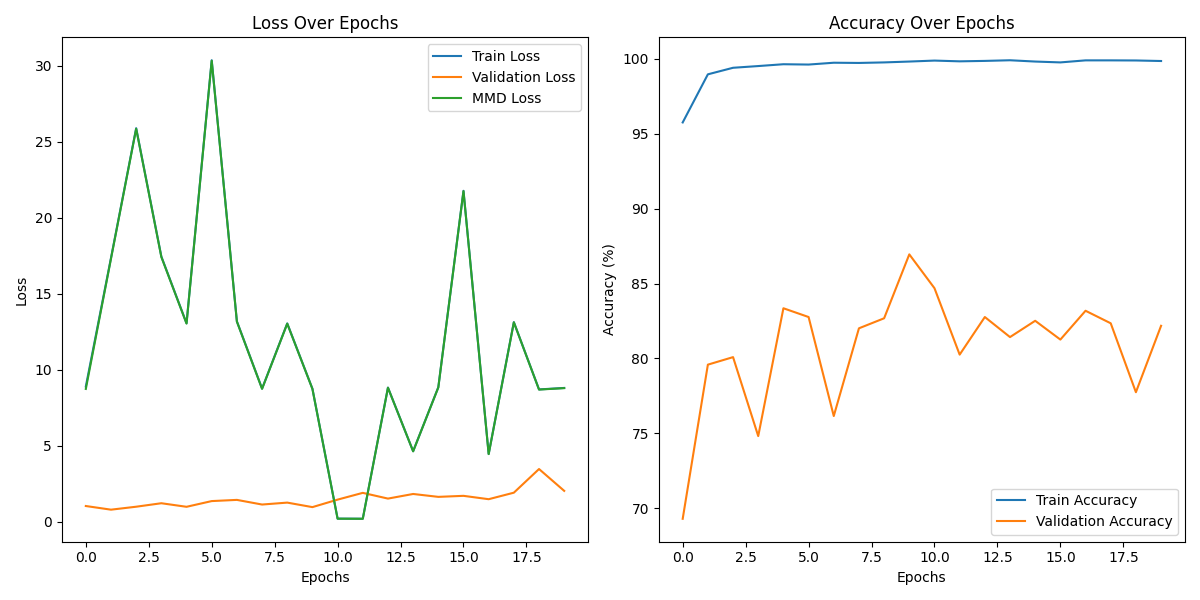 Loss Over Epochs
Train Loss
Validation Loss
MMD Loss
30
25
20
15
10
5
0
Loss
0.0 2.5 5.0 7.5 10.0 12.5 15.0 17.5
Epochs
Accuracy Over Epochs
100
95
90
85
80
75
70
Accuracy (%)
Train Accuracy
Validation Accuracy
0.0 2.5 5.0 7.5 10.0 12.5 15.0 17.5
Epochs